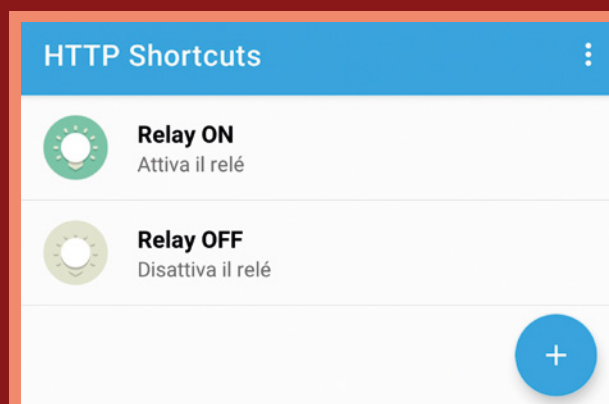 HTTP Shortcuts
Relay ON
Attiva il relé
Relay OFF
Disattiva il relé